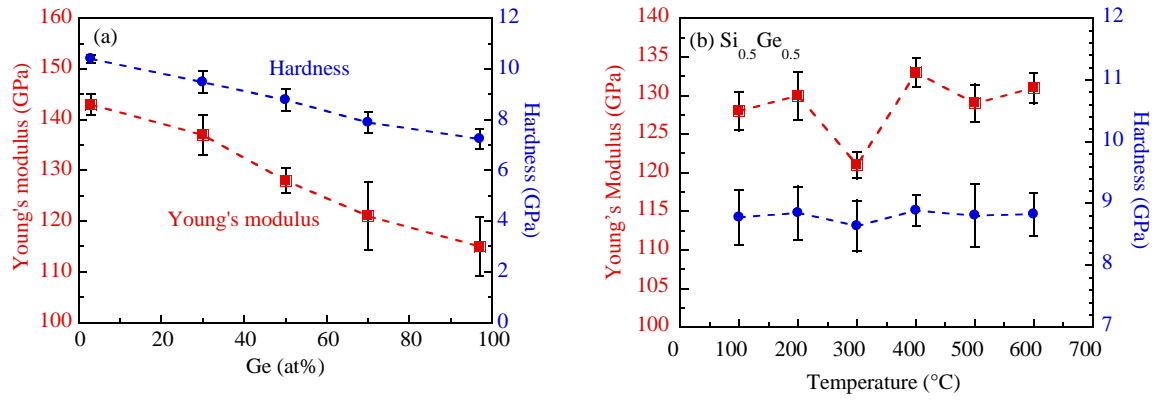 (a)
Hardness
Young's modulus
Young's modulus (GPa)
160
150
140
130
120
110
100
Hardness (GPa)
12
10
8
6
4
2
0
0 20 40 60 80 100
Ge (at%)
(b) Si0.5Ge0.5
Young's Modulus (GPa)
140
135
130
125
120
115
110
105
100
Hardness (GPa)
12
11
10
9
8
7
0 100 200 300 400 500 600 700
Temperature (°C)